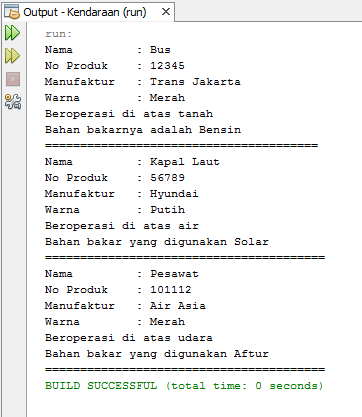 Output - Kendaraan (run)
run:
Nama         : Bus
No Produk    : 12345
Manufaktur   : Trans Jakarta
Warna        : Merah
Beroperasi di atas tanah
Bahan bakarnya adalah Bensin
=======================================
Nama         : Kapal Laut
No Produk    : 56789
Manufaktur   : Hyundai
Warna        : Putih
Beroperasi di atas air
Bahan bakar yang digunakan Solar
========================================
Nama         : Pesawat
No Produk    : 101112
Manufaktur   : Air Asia
Warna        : Merah
Beroperasi di atas udara
Bahan bakar yang digunakan Aftur
========================================
BUILD SUCCESSFUL (total time: 0 seconds)